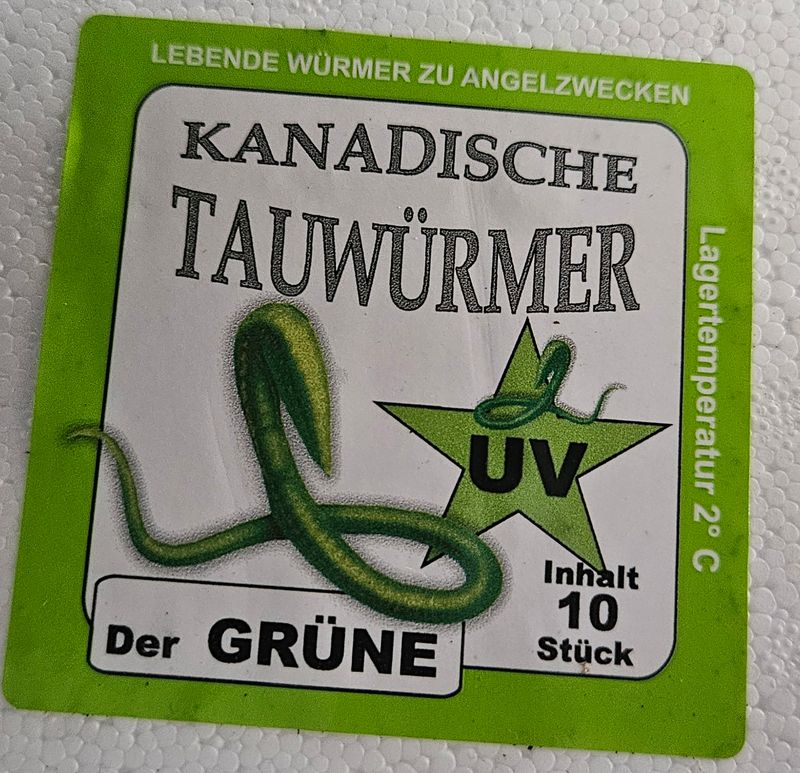 LEBENDE WÜRMER ZU ANGELZWECKEN
KANADISCHE
TAUWÜRMER
Lagertemperatur 2° C
UV
Inhalt
10
Stück
Der GRÜNE